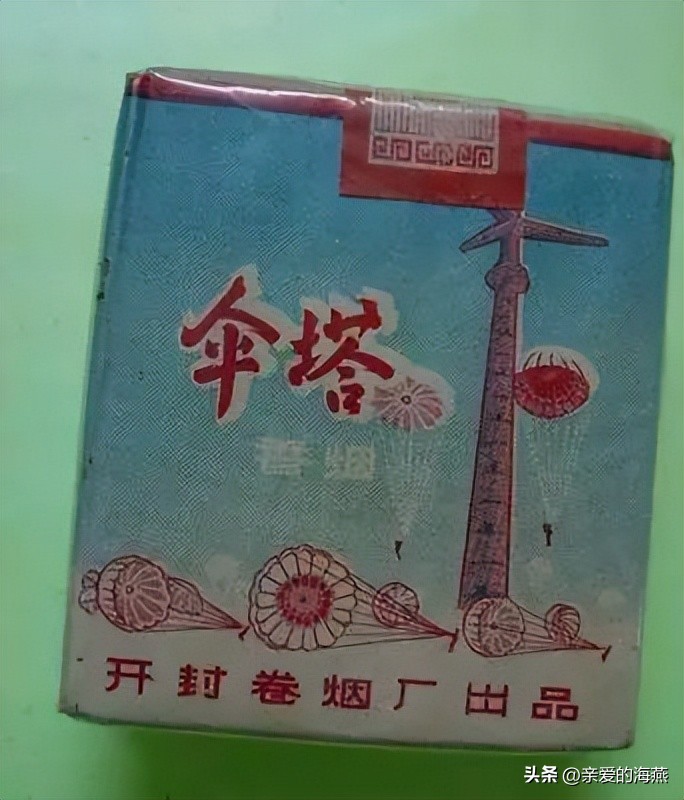 伞塔
香烟
开封卷烟厂出品
头条 @亲爱的海燕